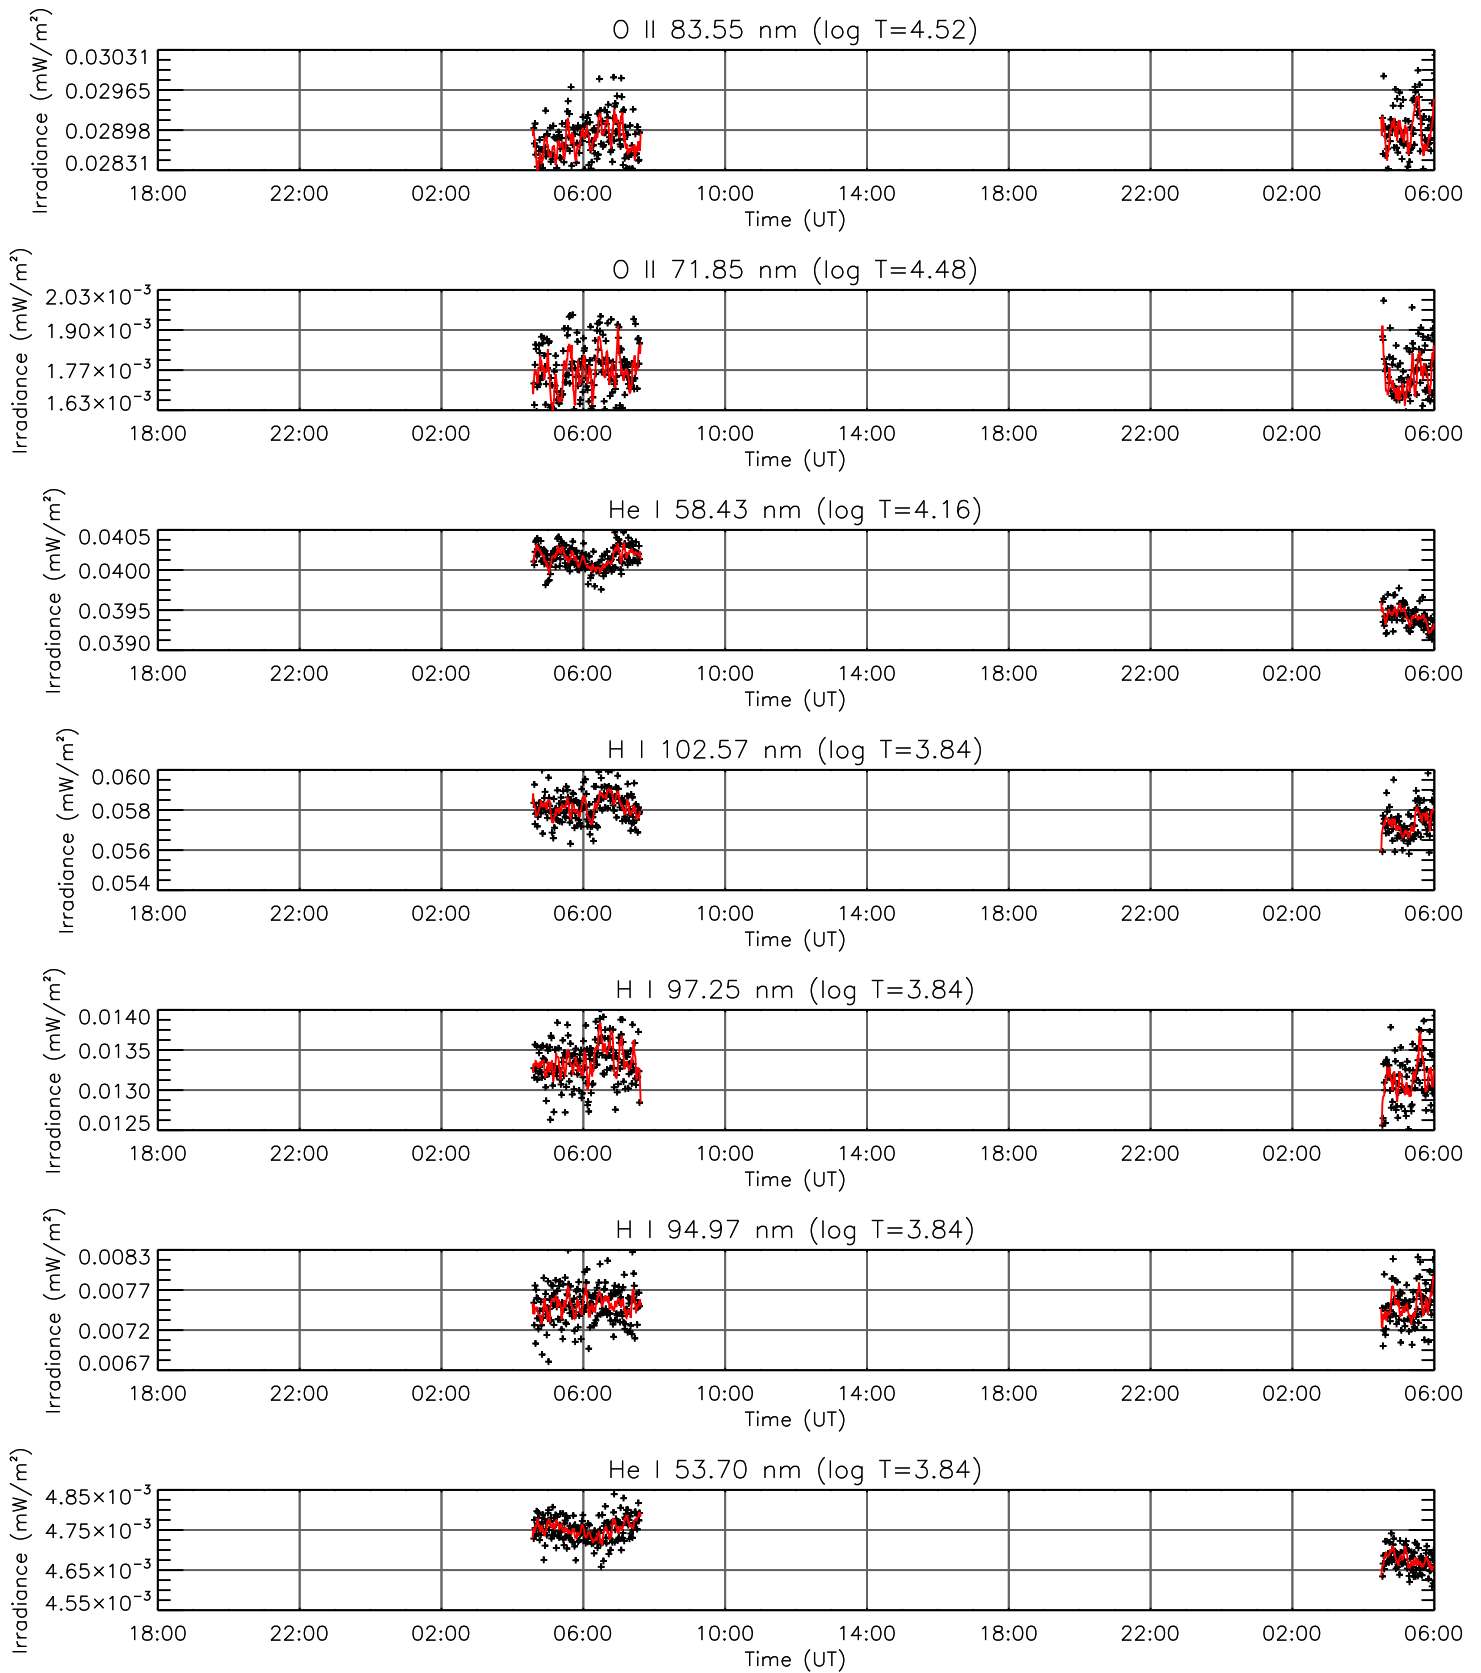 O II 83.55 nm (log T=4.52)
Irradiance (mW/m²)
0.03031
0.02965
0.02898
0.02831
18:00 22:00 02:00 06:00 10:00 14:00 18:00 22:00 02:00 06:00
Time (UT)
O II 71.85 nm (log T=4.48)
Irradiance (mW/m²)
2.03×10⁻³
1.90×10⁻³
1.77×10⁻³
1.63×10⁻³
18:00 22:00 02:00 06:00 10:00 14:00 18:00 22:00 02:00 06:00
Time (UT)
He I 58.43 nm (log T=4.16)
Irradiance (mW/m²)
0.0405
0.0400
0.0395
0.0390
18:00 22:00 02:00 06:00 10:00 14:00 18:00 22:00 02:00 06:00
Time (UT)
H I 102.57 nm (log T=3.84)
Irradiance (mW/m²)
0.060
0.058
0.056
0.054
18:00 22:00 02:00 06:00 10:00 14:00 18:00 22:00 02:00 06:00
Time (UT)
H I 97.25 nm (log T=3.84)
Irradiance (mW/m²)
0.0140
0.0135
0.0130
0.0125
18:00 22:00 02:00 06:00 10:00 14:00 18:00 22:00 02:00 06:00
Time (UT)
H I 94.97 nm (log T=3.84)
Irradiance (mW/m²)
0.0083
0.0077
0.0072
0.0067
18:00 22:00 02:00 06:00 10:00 14:00 18:00 22:00 02:00 06:00
Time (UT)
He I 53.70 nm (log T=3.84)
Irradiance (mW/m²)
4.85×10⁻³
4.75×10⁻³
4.65×10⁻³
4.55×10⁻³
18:00 22:00 02:00 06:00 10:00 14:00 18:00 22:00 02:00 06:00
Time (UT)